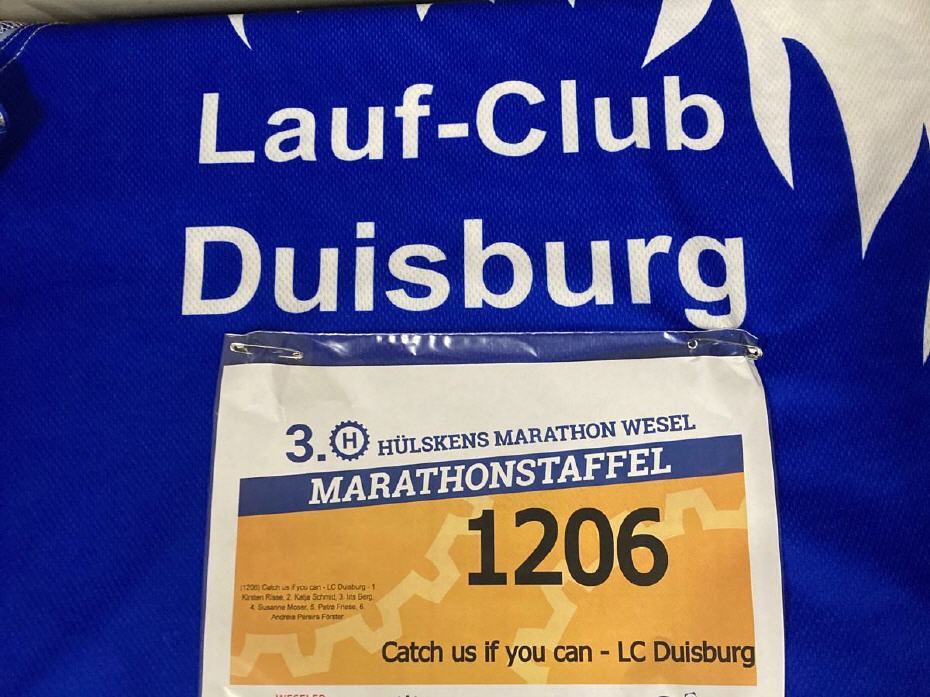 Lauf-Club
Duisburg
3. H HÜLSKENS MARATHON WESEL
MARATHONSTAFFEL
1206
(1206) Catch us if you can - LC Duisburg - 1.
Kirsten Risse, 2. Katja Schmid, 3. Iris Berg,
4. Susanne Moser, 5. Petra Friese, 6.
Andreia Pereira Förster
Catch us if you can - LC Duisburg
WESELER